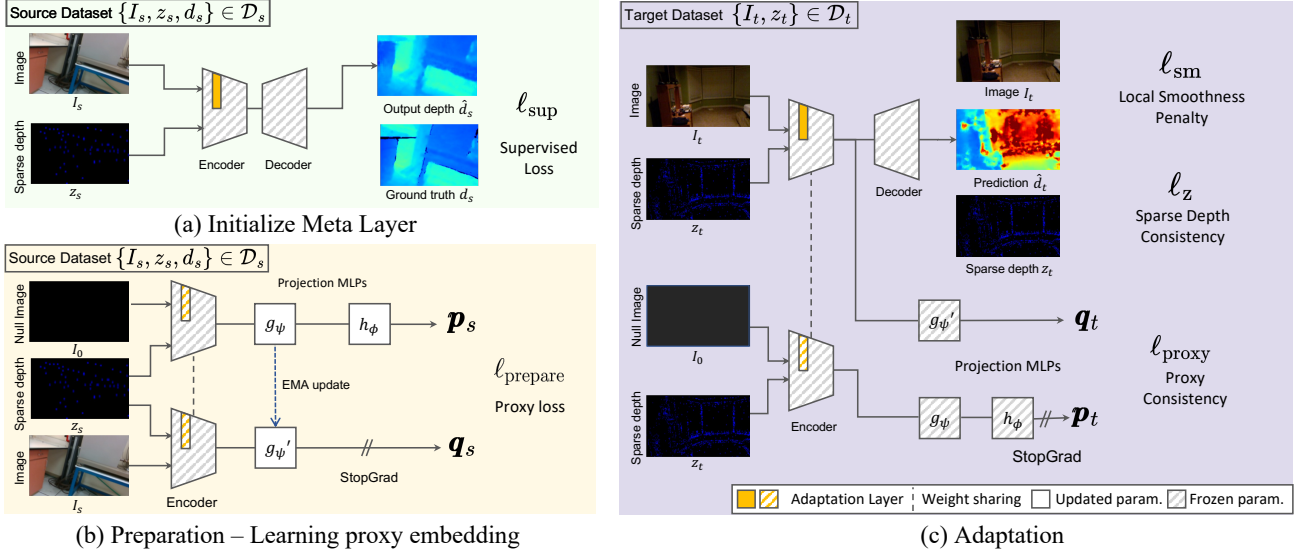 Source Dataset {I_s, z_s, d_s} ∈ D_s
Image
I_s
Sparse depth
z_s
Encoder
Decoder
Output depth d̂_s
Ground truth d_s
ℓ_sup
Supervised
Loss
(a) Initialize Meta Layer
Source Dataset {I_s, z_s, d_s} ∈ D_s
Null Image
I_0
Sparse depth
z_s
Image
I_s
Encoder
Projection MLPs
g_ψ
h_ϕ
p_s
EMA update
g_ψ'
StopGrad
q_s
ℓ_prepare
Proxy loss
(b) Preparation – Learning proxy embedding
Target Dataset {I_t, z_t} ∈ D_t
Image
I_t
Sparse depth
z_t
Decoder
Image I_t
Prediction d̂_t
Sparse depth z_t
ℓ_sm
Local Smoothness
Penalty
ℓ_z
Sparse Depth
Consistency
Null Image
I_0
Sparse depth
z_t
Encoder
g_ψ'
q_t
Projection MLPs
g_ψ
h_ϕ
p_t
StopGrad
ℓ_proxy
Proxy
Consistency
Adaptation Layer
Weight sharing
Updated param.
Frozen param.
(c) Adaptation